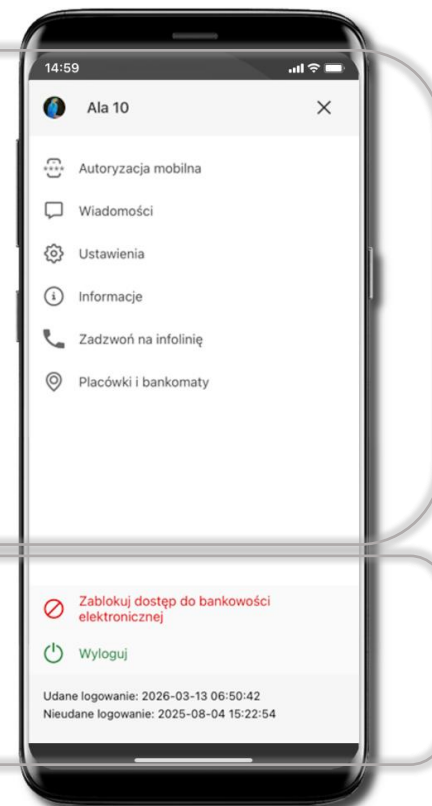 14:59
Ala 10
Autoryzacja mobilna
Wiadomości
Ustawienia
Informacje
Zadzwoń na infolinię
Placówki i bankomaty
Zablokuj dostęp do bankowości
elektronicznej
Wyloguj
Udane logowanie: 2026-03-13 06:50:42
Nieudane logowanie: 2025-08-04 15:22:54